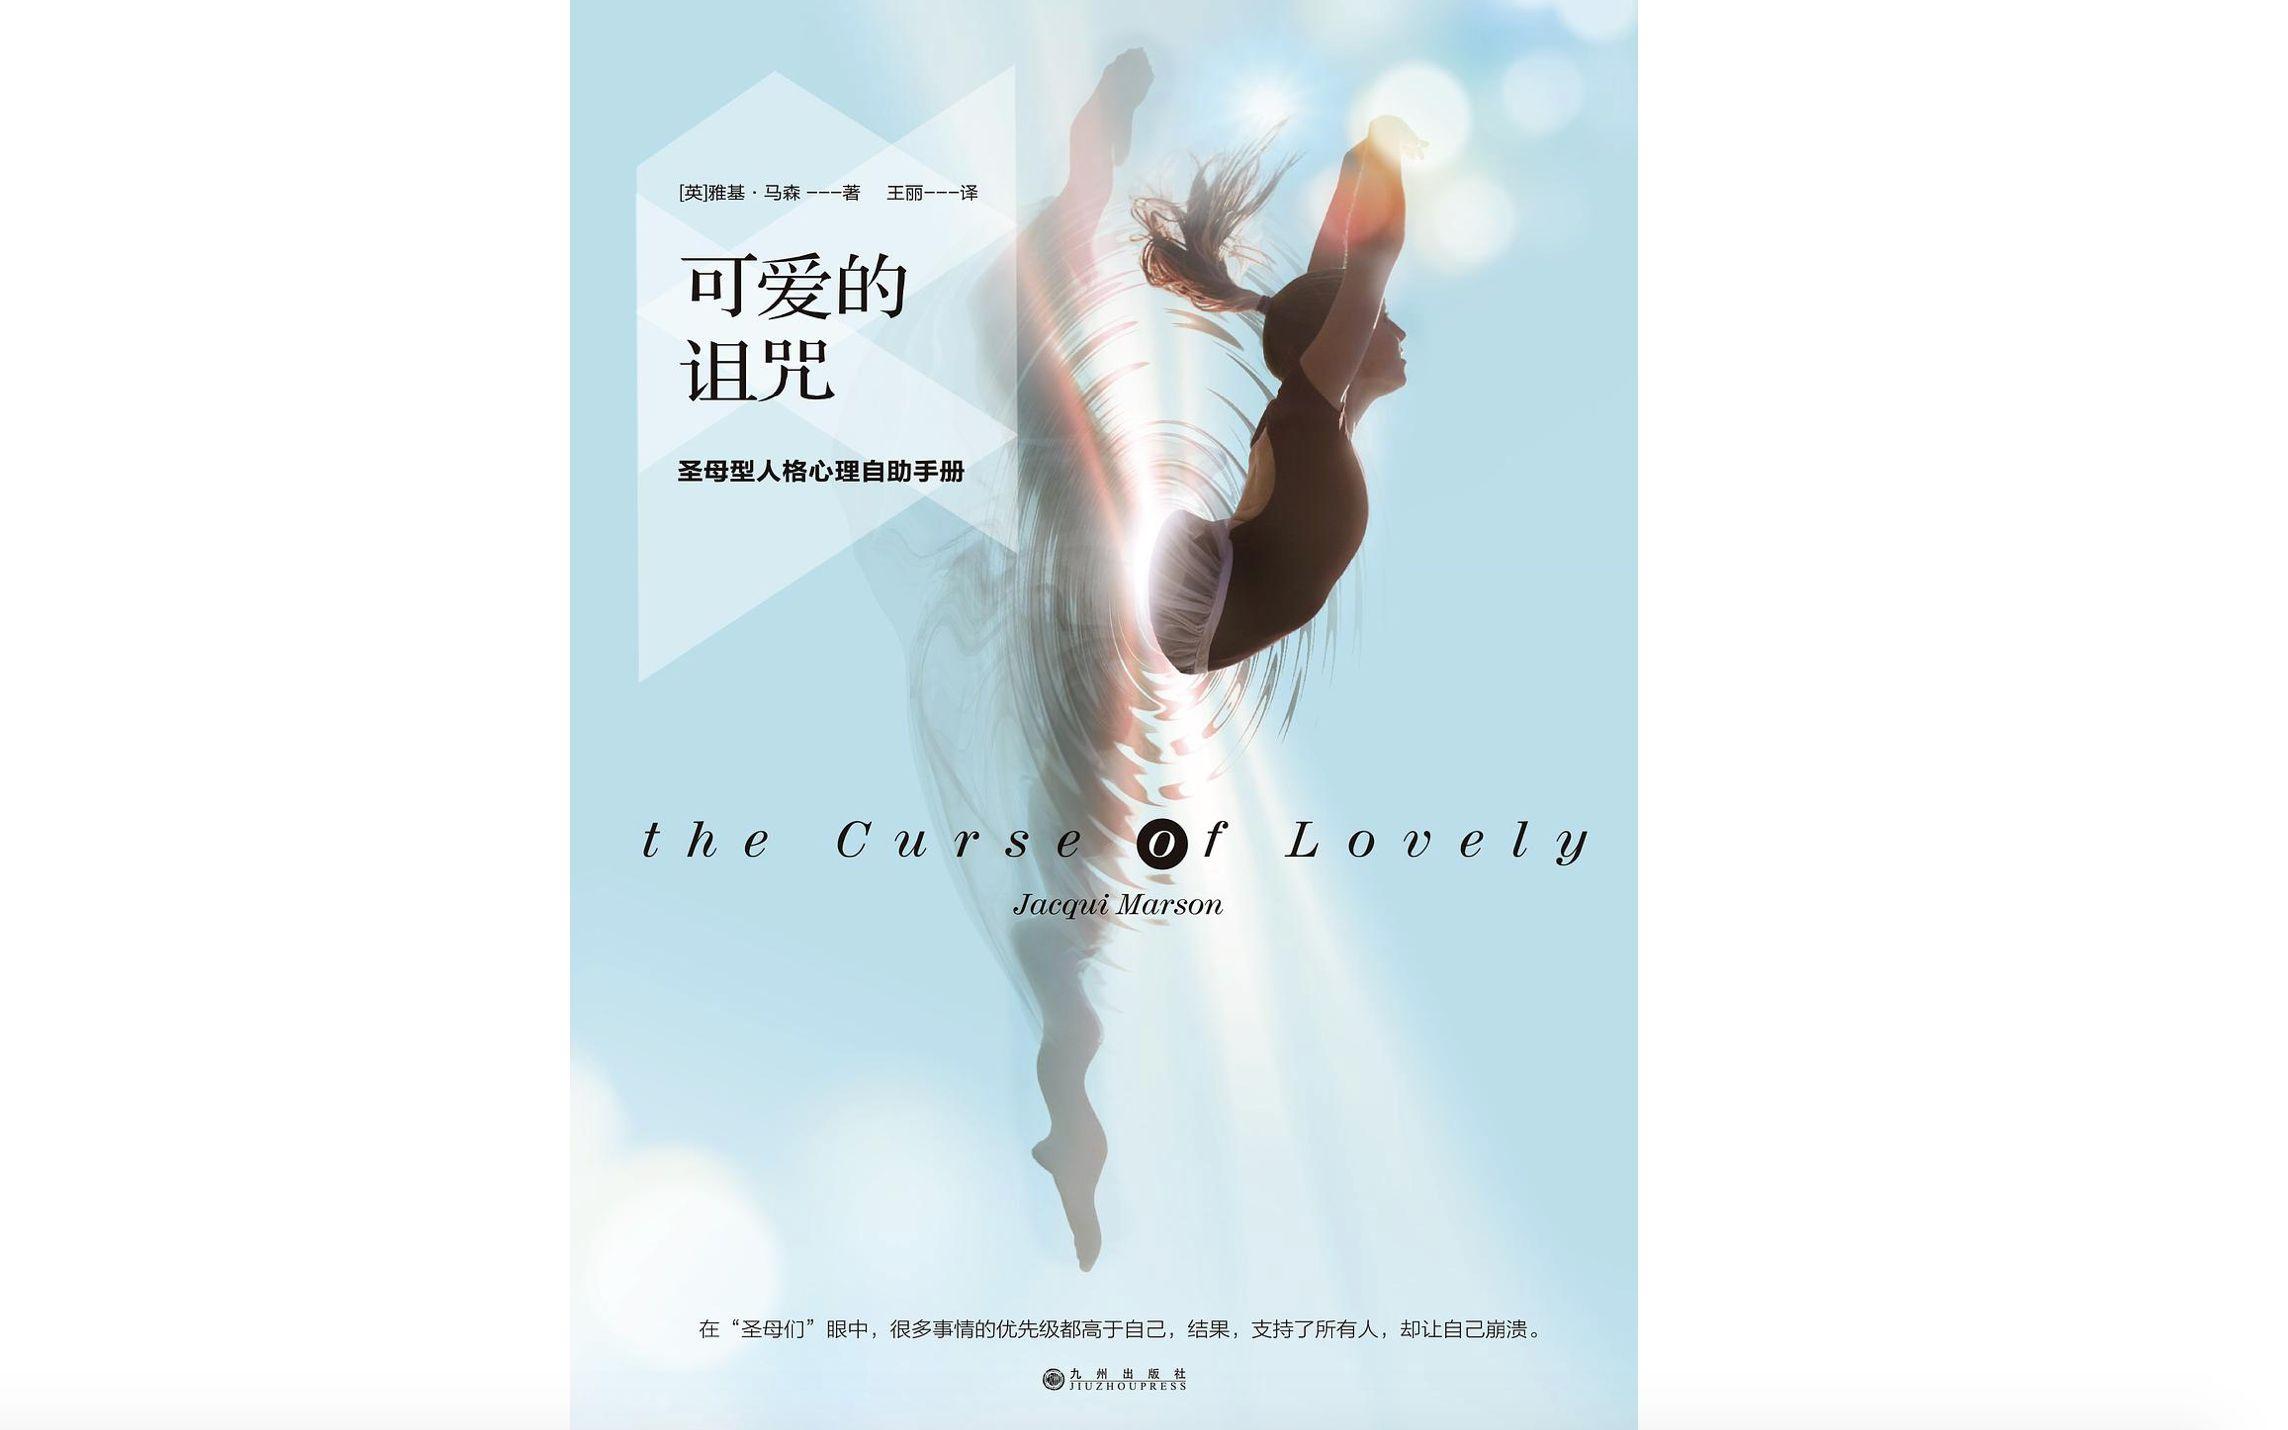 [英]雅基·马森 ---著 王丽---译
可爱的
诅咒
圣母型人格心理自助手册
the Curse of Lovely
Jacqui Marson
在“圣母们”眼中，很多事情的优先级都高于自己，结果，支持了所有人，却让自己崩溃。
九州出版社
JIUZHOUPRESS